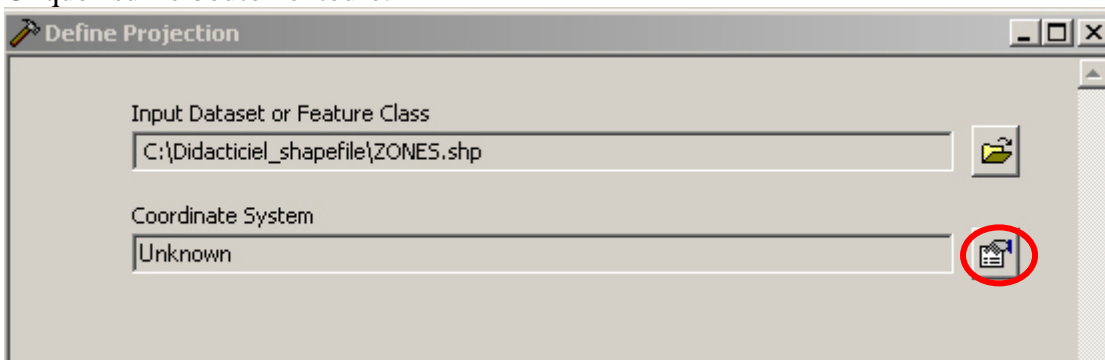 Define Projection
Input Dataset or Feature Class
C:\Didacticiel_shapefile\ZONES.shp
Coordinate System
Unknown